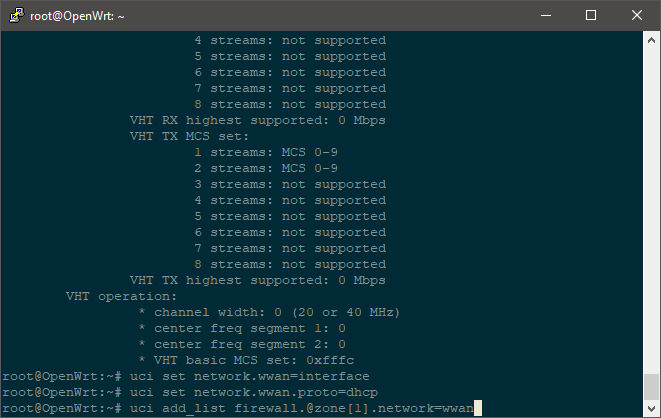 root@OpenWrt: ~
4 streams: not supported
5 streams: not supported
6 streams: not supported
7 streams: not supported
8 streams: not supported
VHT RX highest supported: 0 Mbps
VHT TX MCS set:
1 streams: MCS 0-9
2 streams: MCS 0-9
3 streams: not supported
4 streams: not supported
5 streams: not supported
6 streams: not supported
7 streams: not supported
8 streams: not supported
VHT TX highest supported: 0 Mbps
VHT operation:
* channel width: 0 (20 or 40 MHz)
* center freq segment 1: 0
* center freq segment 2: 0
* VHT basic MCS set: 0xfffc
root@OpenWrt:~# uci set network.wwan=interface
root@OpenWrt:~# uci set network.wwan.proto=dhcp
root@OpenWrt:~# uci add_list firewall.@zone[1].network=wwan